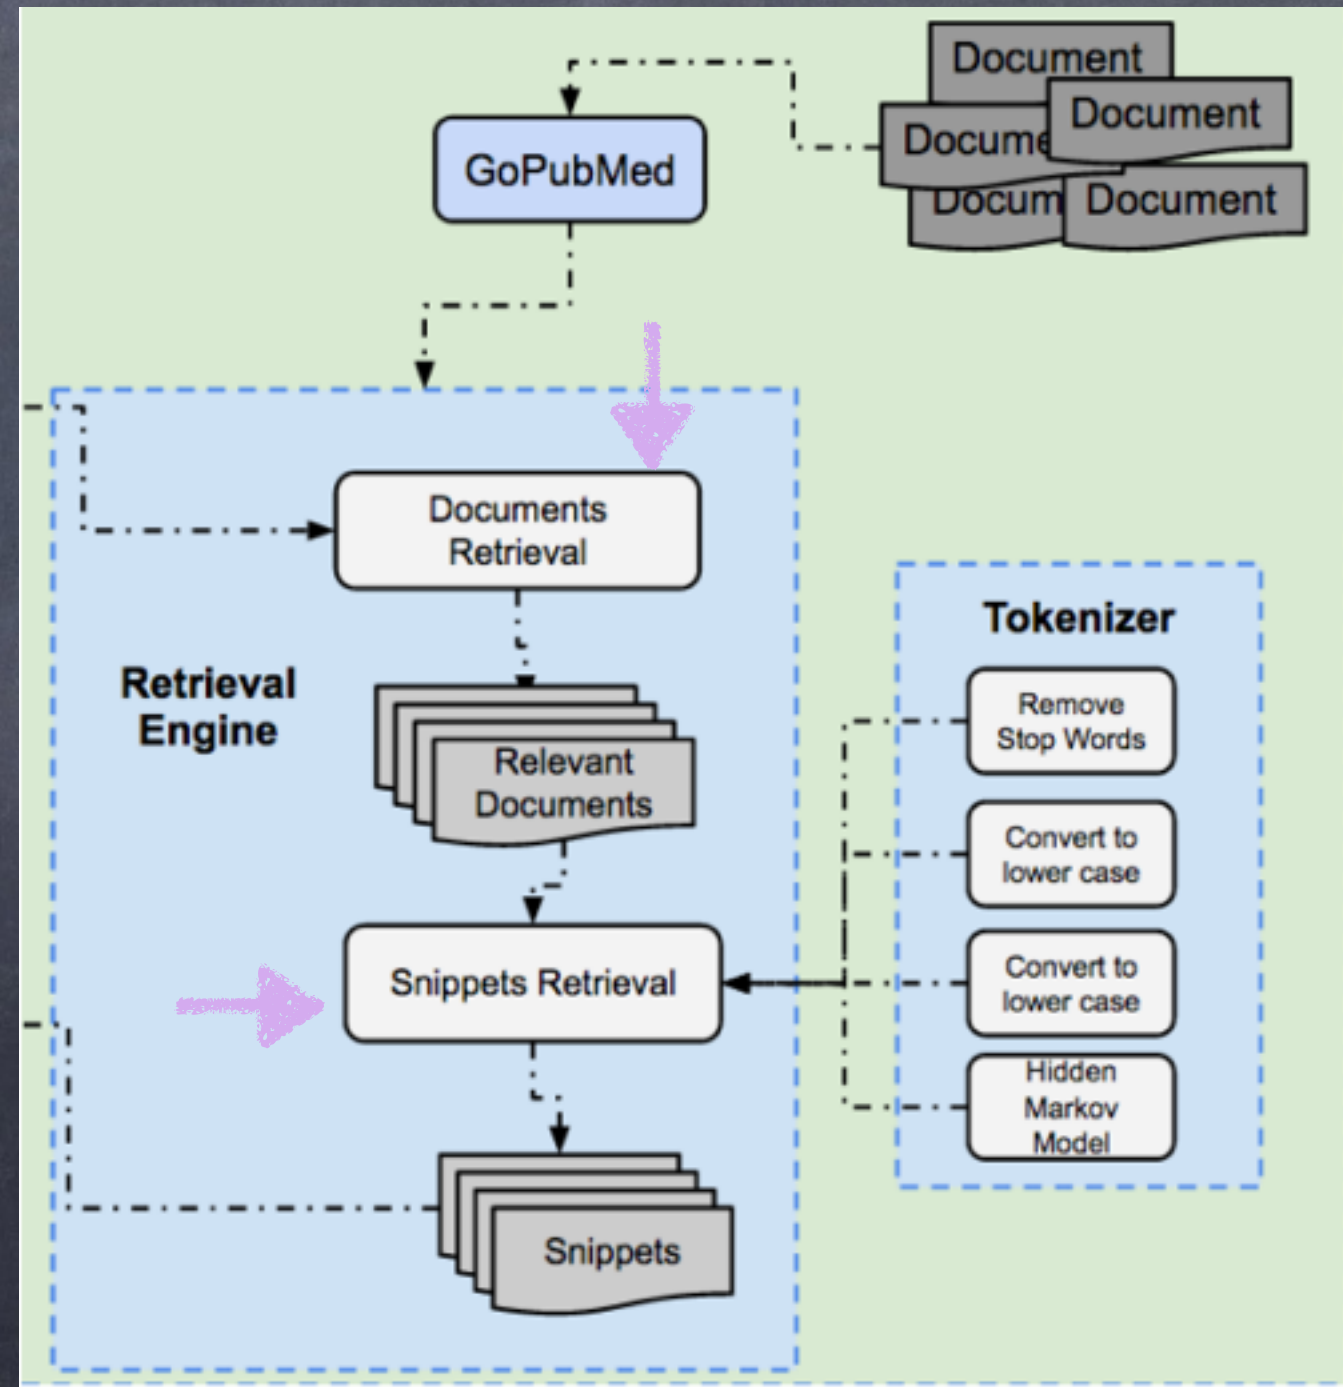 Document
Document
Docume
Docum
Document
GoPubMed
Documents
Retrieval
Retrieval
Engine
Relevant
Documents
Snippets Retrieval
Snippets
Tokenizer
Remove
Stop Words
Convert to
lower case
Convert to
lower case
Hidden
Markov
Model